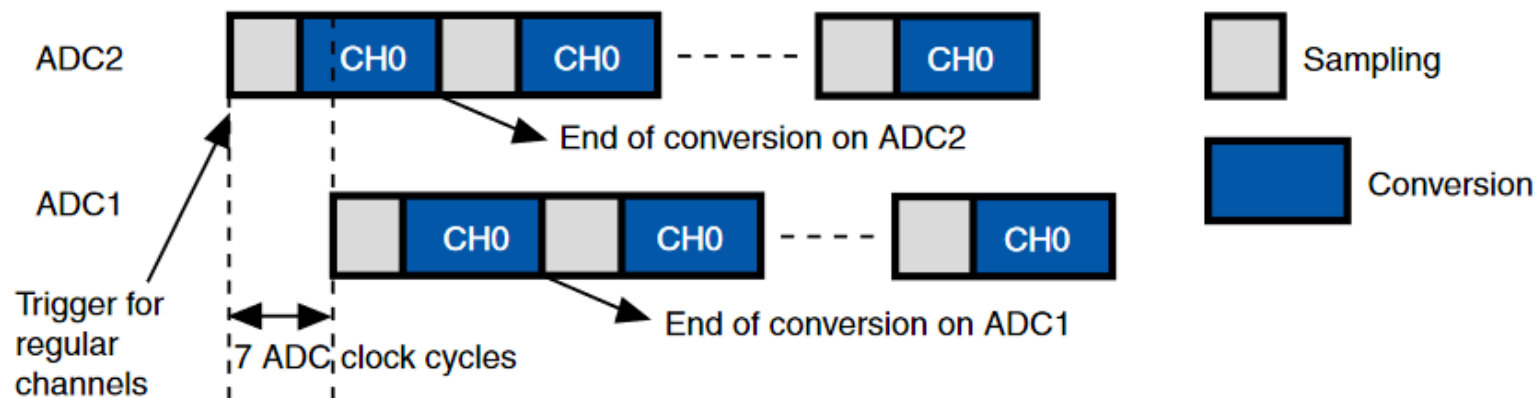 ADC2
CH0
CH0
CH0
Sampling
End of conversion on ADC2
Conversion
ADC1
CH0
CH0
CH0
Trigger for
regular
channels
End of conversion on ADC1
7 ADC clock cycles